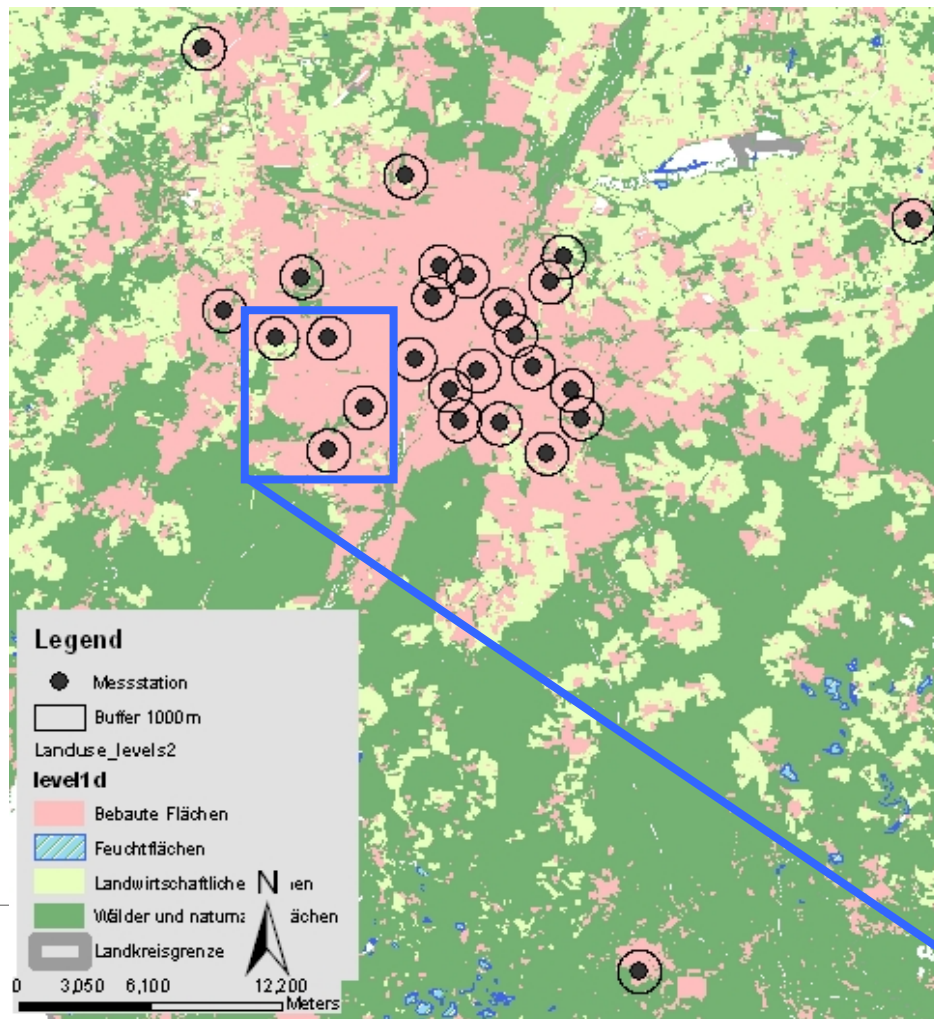 Legend
Messstation
Buffer 1000m
Landuse_levels2
level1d
Bebaute Flächen
Feuchtflächen
Landwirtschaftliche
N
Wälder und
Landkreisgrenze
0 3,050 6,100 12,200
Meters